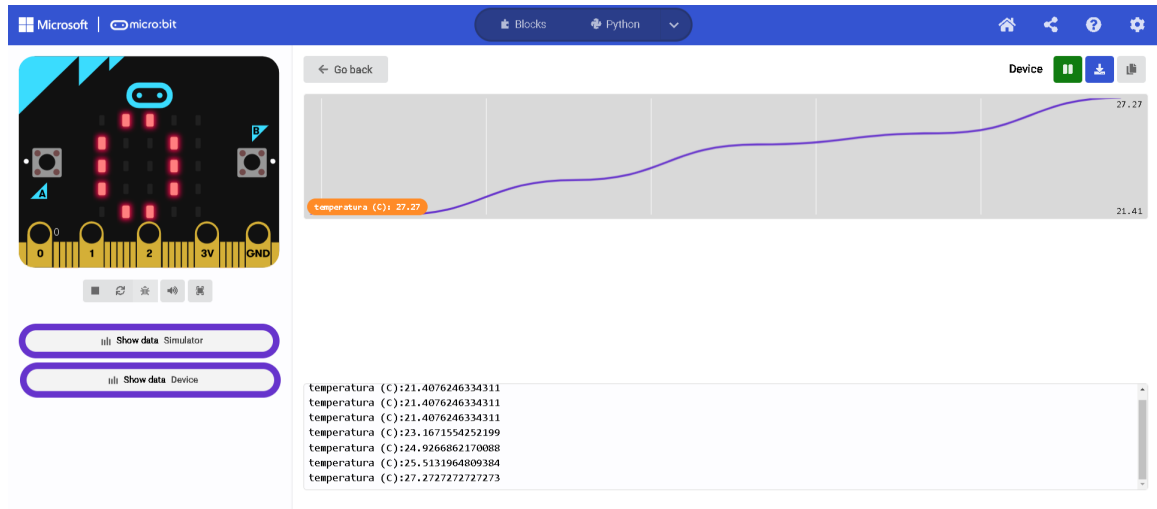 Microsoft micro:bit
Blocks Python
Go back
Device
27.27
temperatura (C): 27.27
21.41
B
A
0
0 1 2 3V GND
Show data Simulator
Show data Device
temperatura (C):21.4076246334311
temperatura (C):21.4076246334311
temperatura (C):21.4076246334311
temperatura (C):23.1671554252199
temperatura (C):24.9266862170088
temperatura (C):25.5131964809384
temperatura (C):27.2727272727273